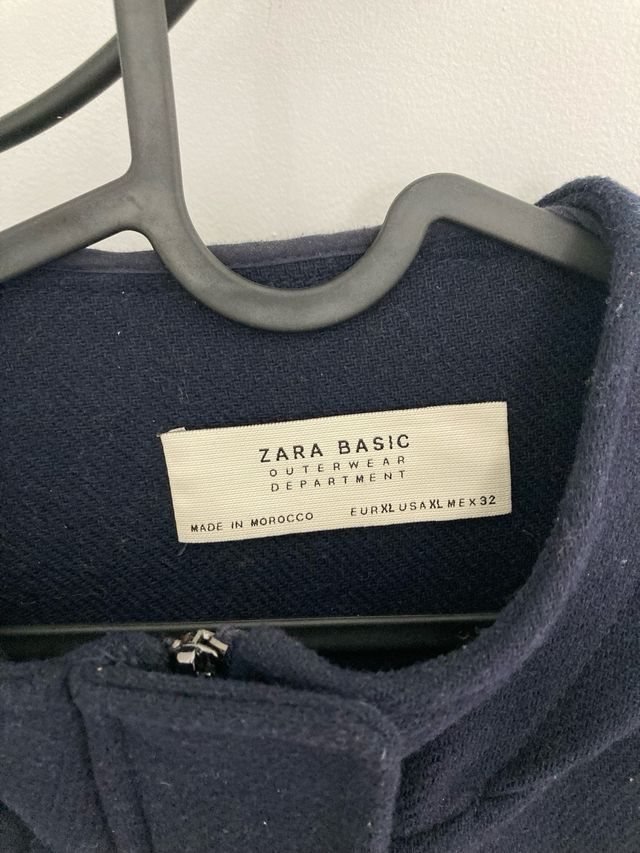 ZARA BASIC
OUTERWEAR
DEPARTMENT
MADE IN MOROCCO EUR XL USA XL MEX 32